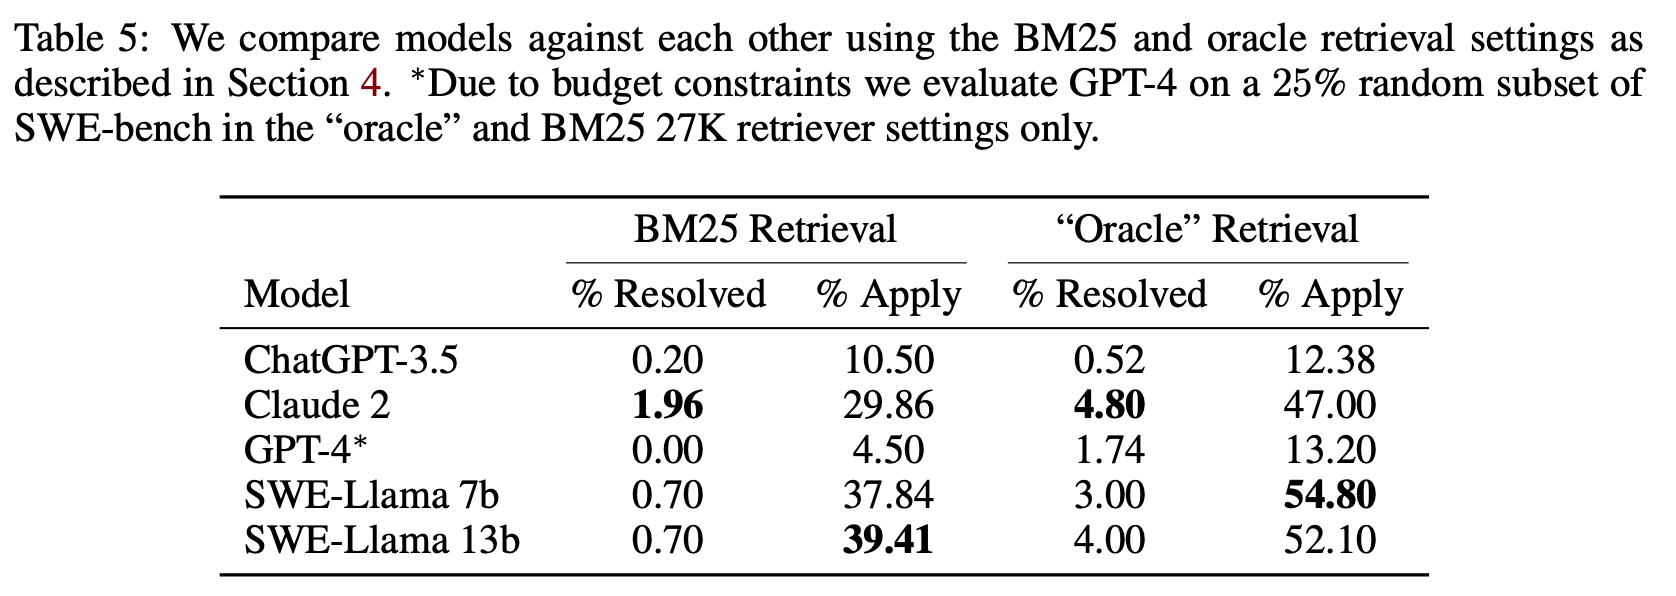 Table 5: We compare models against each other using the BM25 and oracle retrieval settings as
described in Section 4. *Due to budget constraints we evaluate GPT-4 on a 25% random subset of
SWE-bench in the “oracle” and BM25 27K retriever settings only.
BM25 Retrieval “Oracle” Retrieval
Model % Resolved % Apply % Resolved % Apply
ChatGPT-3.5 0.20 10.50 0.52 12.38
Claude 2 1.96 29.86 4.80 47.00
GPT-4* 0.00 4.50 1.74 13.20
SWE-Llama 7b 0.70 37.84 3.00 54.80
SWE-Llama 13b 0.70 39.41 4.00 52.10